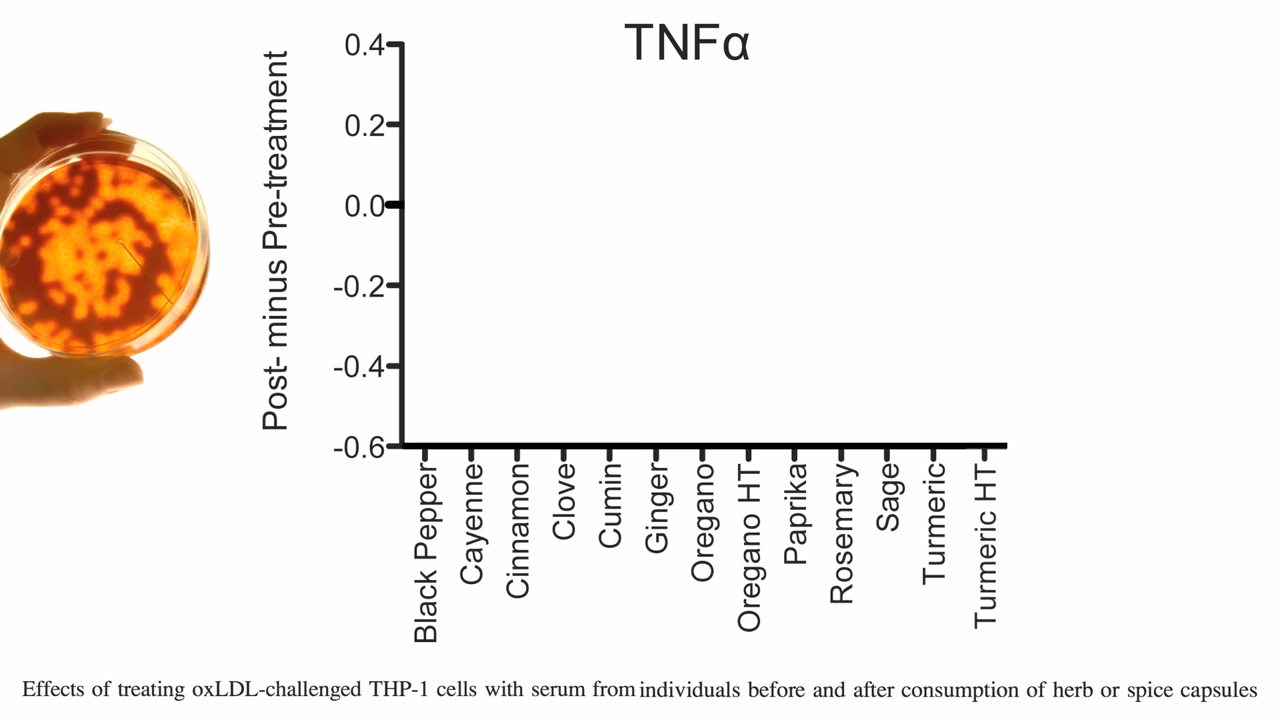 TNFα
Post- minus Pre-treatment
0.4
0.2
0.0
-0.2
-0.4
-0.6
Black Pepper
Cayenne
Cinnamon
Clove
Cumin
Ginger
Oregano
Oregano HT
Paprika
Rosemary
Sage
Turmeric
Turmeric HT
Effects of treating oxLDL-challenged THP-1 cells with serum from individuals before and after consumption of herb or spice capsules